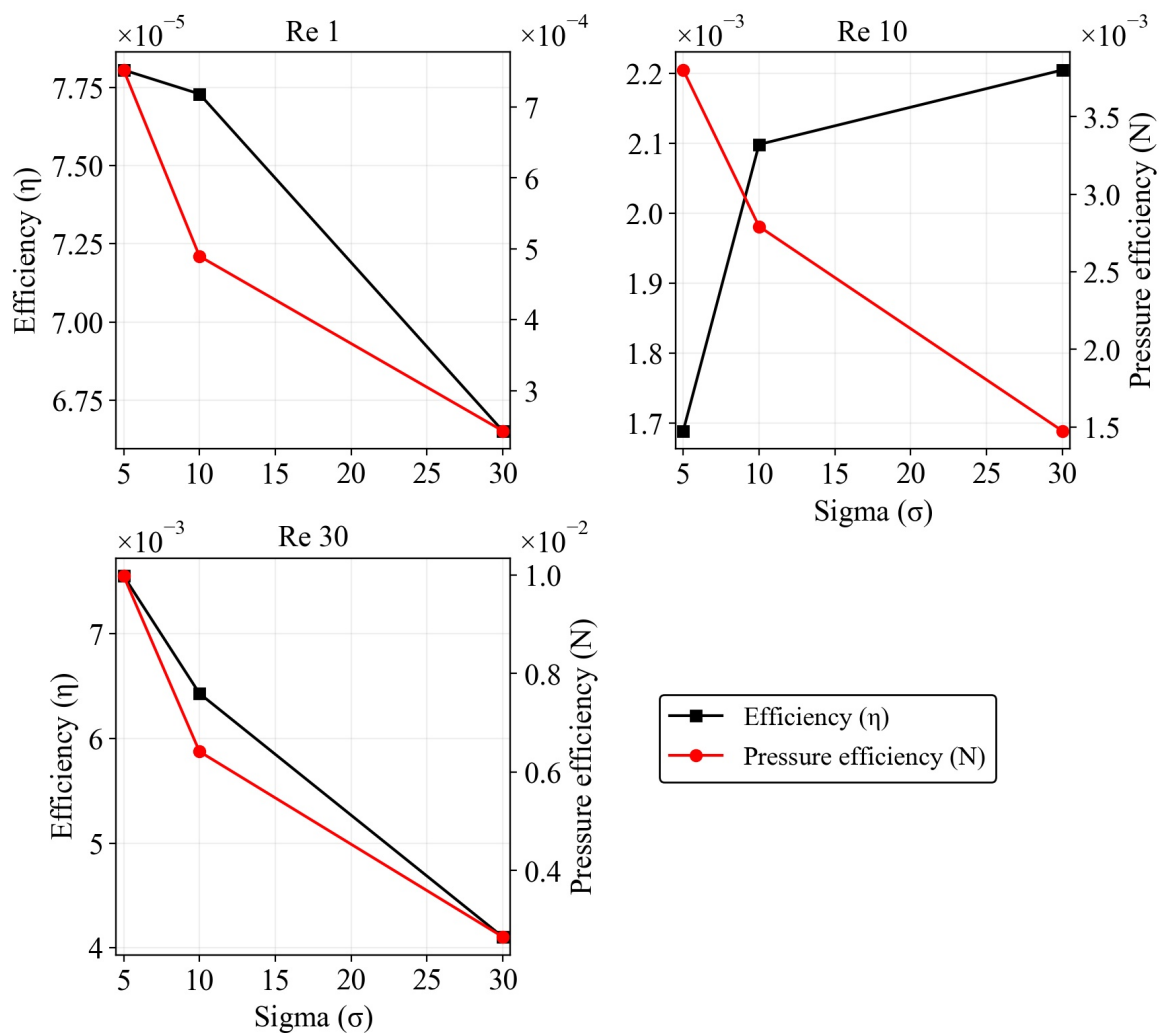 ×10⁻⁵ Re 1 ×10⁻⁴
Efficiency (η)
7.75
7.50
7.25
7.00
6.75
7
6
5
4
3
5 10 15 20 25 30
×10⁻³ Re 10 ×10⁻³
2.2
2.1
2.0
1.9
1.8
1.7
3.5
3.0
2.5
2.0
1.5
Pressure efficiency (N)
5 10 15 20 25 30
Sigma (σ)
×10⁻³ Re 30 ×10⁻²
Efficiency (η)
7
6
5
4
1.0
0.8
0.6
0.4
Pressure efficiency (N)
5 10 15 20 25 30
Sigma (σ)
Efficiency (η)
Pressure efficiency (N)